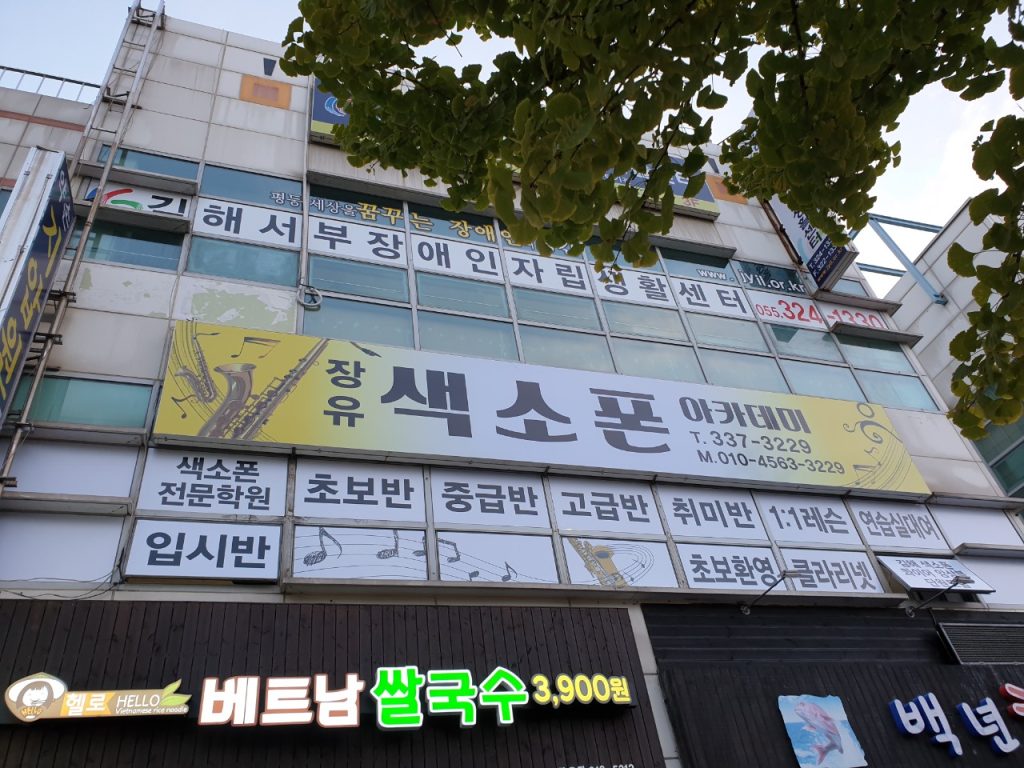 평등 세상을 꿈꾸는 장애인
김해서부장애인자립생활센터
055.324-1330
장유 색소폰 아카데미
T. 337-3229
M.010-4563-3229
색소폰 전문학원
초보반
중급반
고급반
취미반
1:1레슨
연습실대여
입시반
초보환영
클라리넷
헬로 HELLO
Vietnamese rice noodle
베트남 쌀국수 3,900원
백년